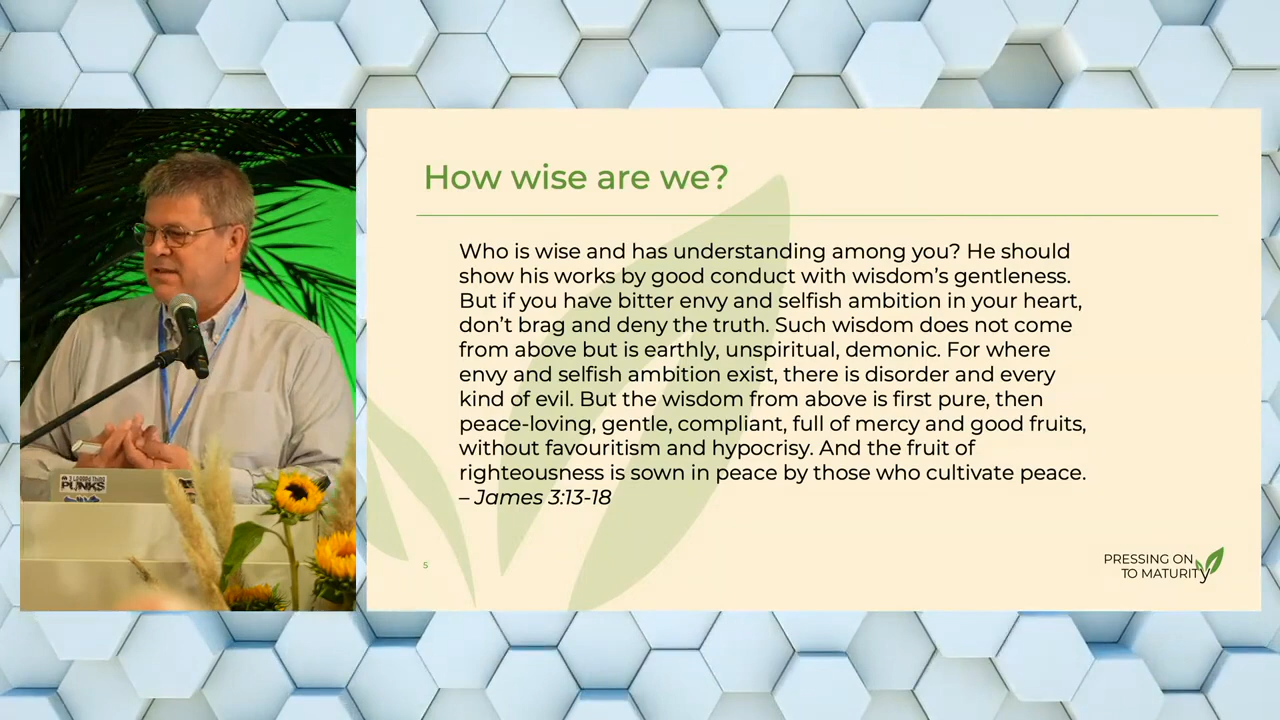 How wise are we?
Who is wise and has understanding among you? He should
show his works by good conduct with wisdom's gentleness.
But if you have bitter envy and selfish ambition in your heart,
don't brag and deny the truth. Such wisdom does not come
from above but is earthly, unspiritual, demonic. For where
envy and selfish ambition exist, there is disorder and every
kind of evil. But the wisdom from above is first pure, then
peace-loving, gentle, compliant, full of mercy and good fruits,
without favouritism and hypocrisy. And the fruit of
righteousness is sown in peace by those who cultivate peace.
– James 3:13-18
5
PRESSING ON
TO MATURITY
PUNKS